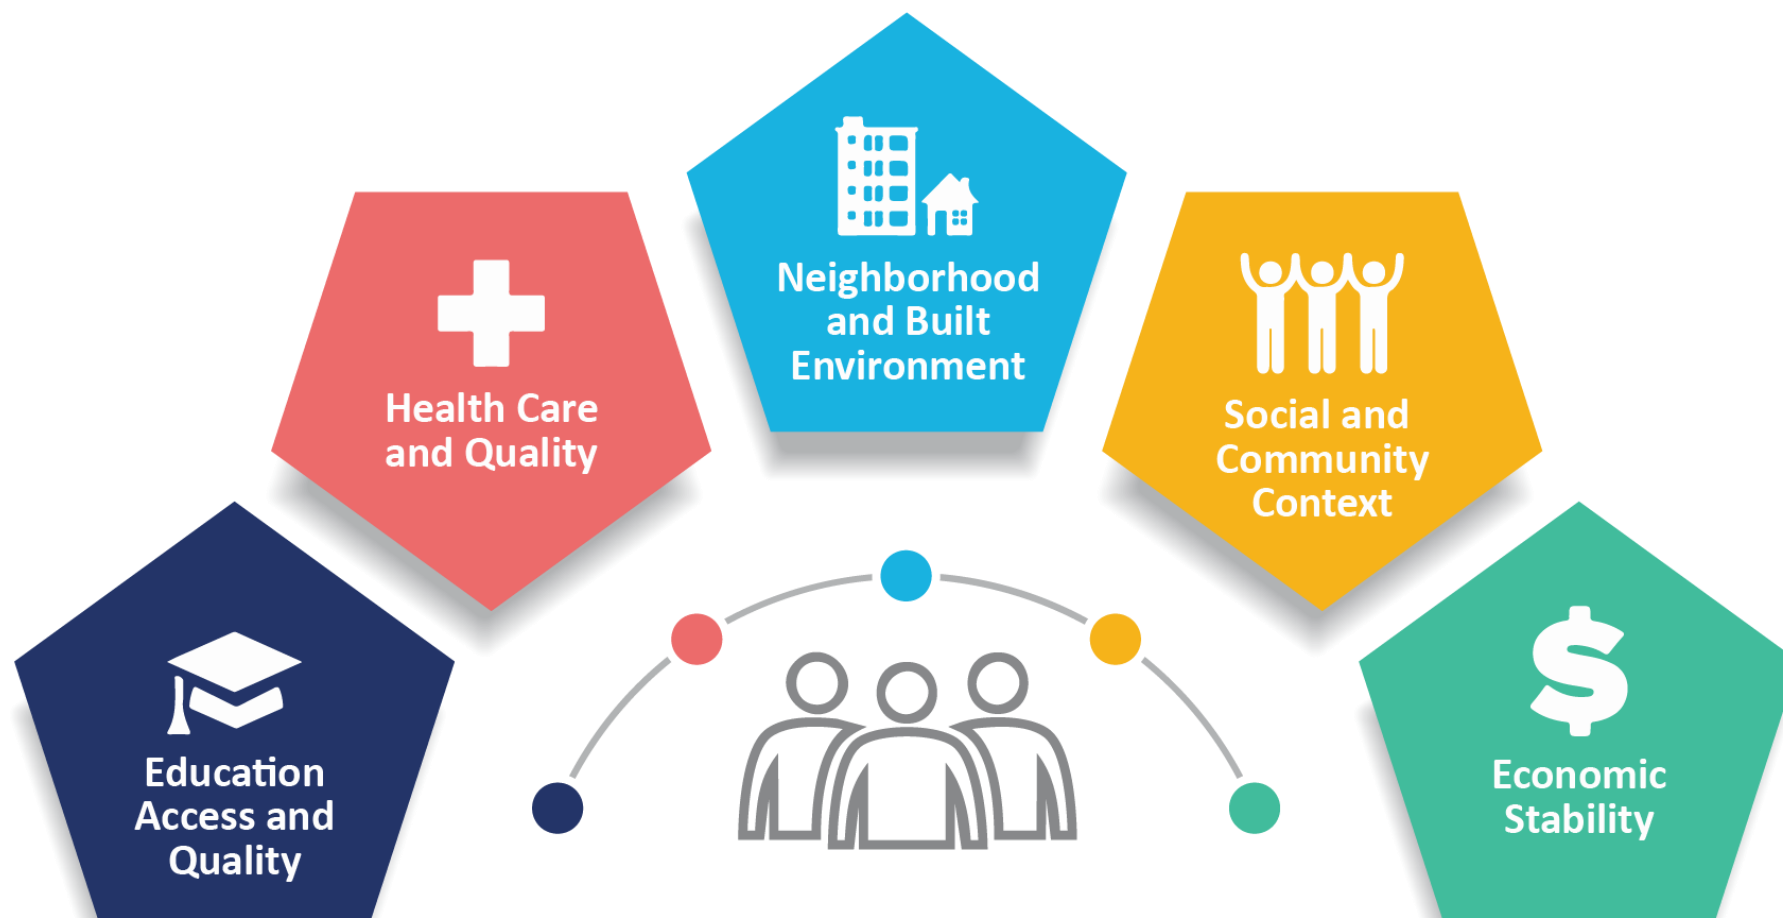 Education
Access and
Quality
Health Care
and Quality
Neighborhood
and Built
Environment
Social and
Community
Context
$
Economic
Stability